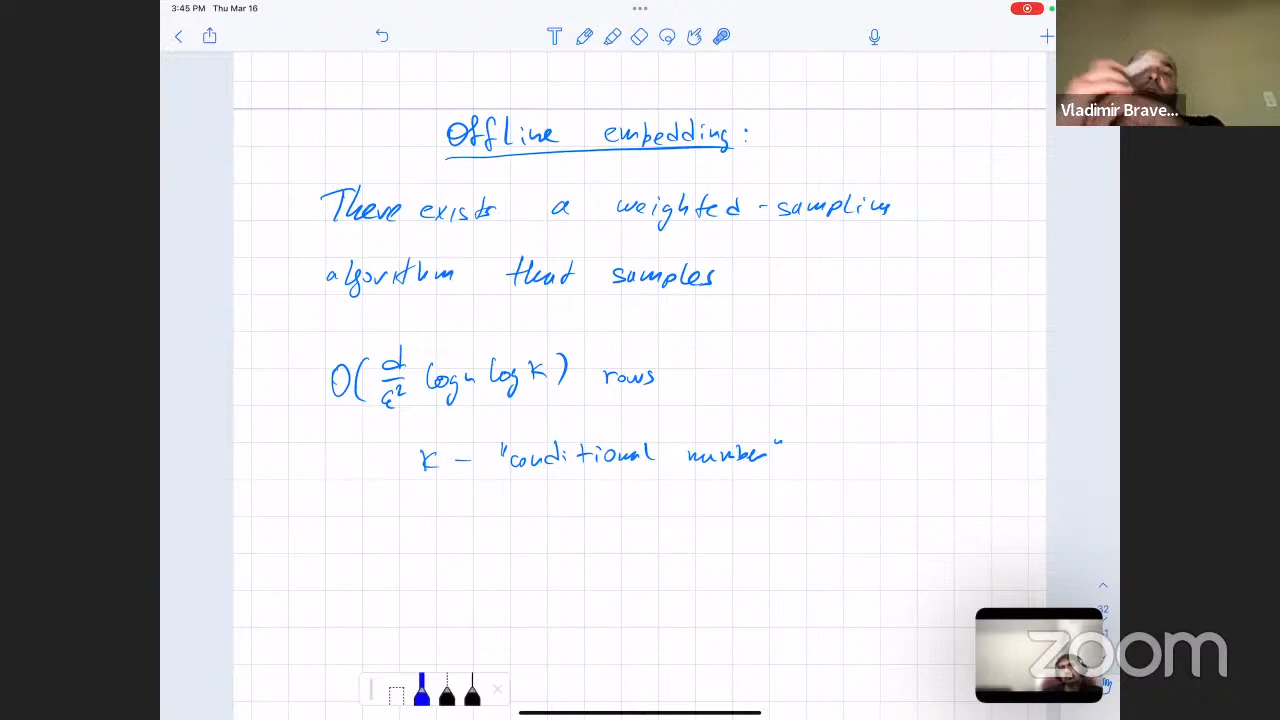 3:45 PM Thu Mar 16
Vladimir Brave...
Offline embedding:
There exists a weighted-sampling
algorithm that samples
O( d/ε² log n log κ ) rows
κ - "conditional number"
32
zoom